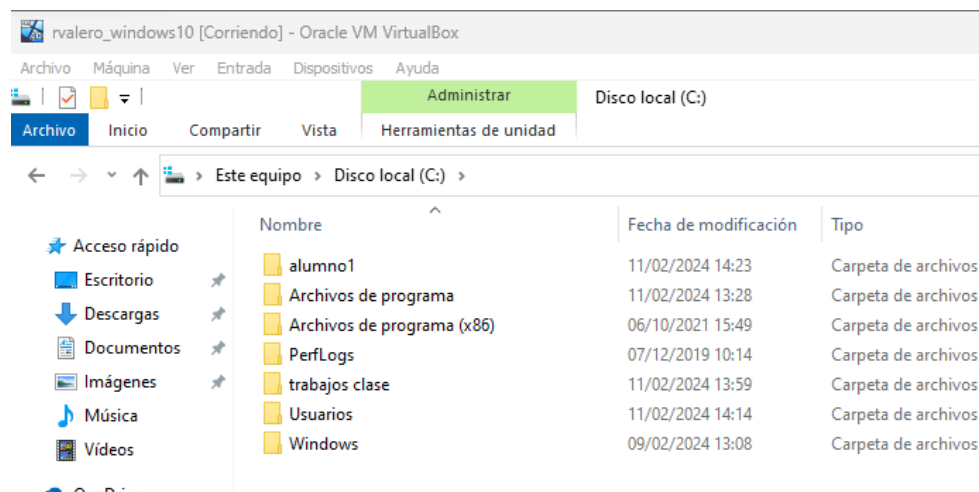 rvalero_windows10 [Corriendo] - Oracle VM VirtualBox
Archivo Máquina Ver Entrada Dispositivos Ayuda
Administrar Disco local (C:)
Archivo Inicio Compartir Vista Herramientas de unidad
Este equipo > Disco local (C:) >
Nombre Fecha de modificación Tipo
Acceso rápido
Escritorio
Descargas
Documentos
Imágenes
Música
Vídeos
alumno1 11/02/2024 14:23 Carpeta de archivos
Archivos de programa 11/02/2024 13:28 Carpeta de archivos
Archivos de programa (x86) 06/10/2021 15:49 Carpeta de archivos
PerfLogs 07/12/2019 10:14 Carpeta de archivos
trabajos clase 11/02/2024 13:59 Carpeta de archivos
Usuarios 11/02/2024 14:14 Carpeta de archivos
Windows 09/02/2024 13:08 Carpeta de archivos